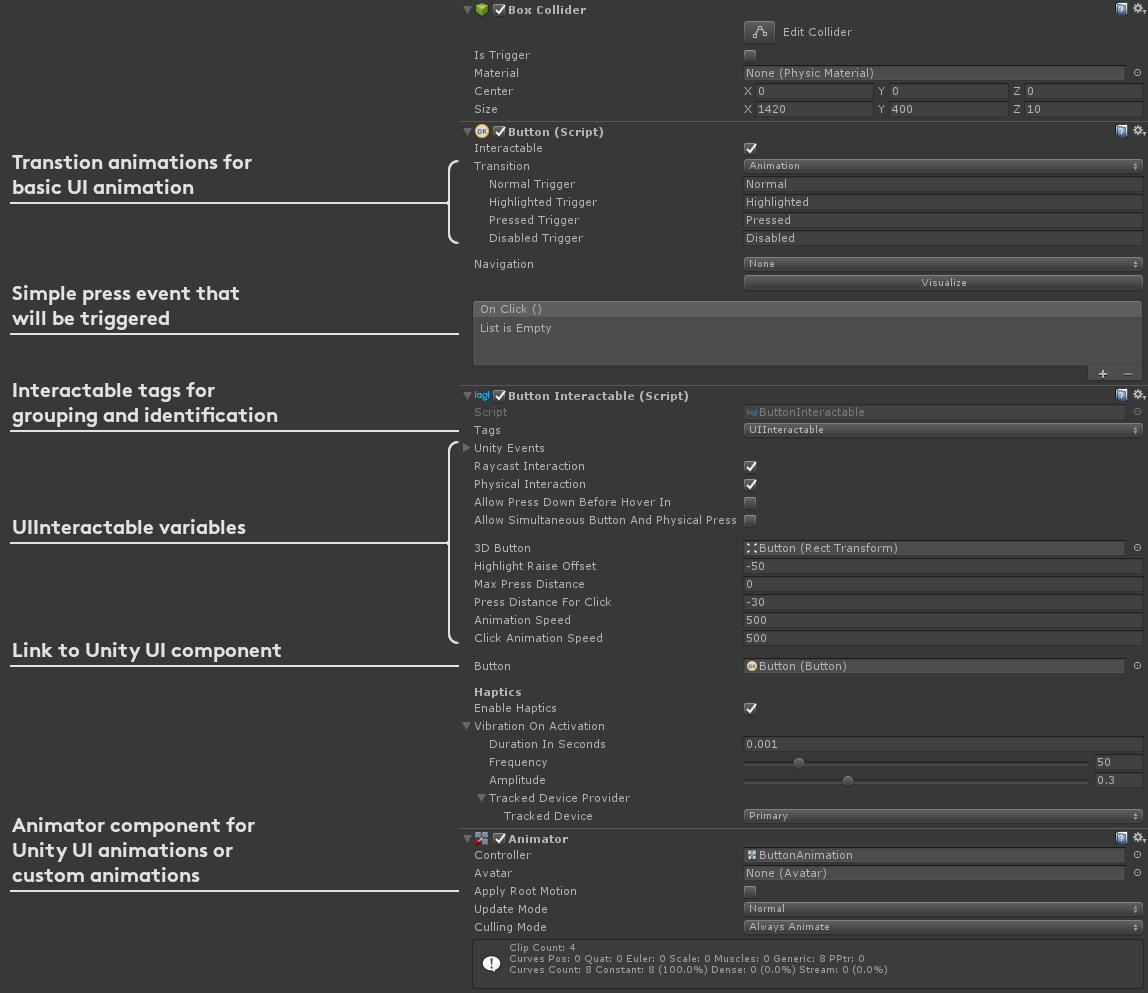 Box Collider
Edit Collider
Is Trigger
Material None (Physic Material)
Center X 0 Y 0 Z 0
Size X 1420 Y 400 Z 10
Button (Script)
Interactable
Transtion animations for
basic UI animation
Transition Animation
Normal Trigger Normal
Highlighted Trigger Highlighted
Pressed Trigger Pressed
Disabled Trigger Disabled
Navigation None
Visualize
Simple press event that
will be triggered
On Click ()
List is Empty
+ −
Interactable tags for
grouping and identification
logi Button Interactable (Script)
Script ButtonInteractable
Tags UIInteractable
UIInteractable variables
Unity Events
Raycast Interaction
Physical Interaction
Allow Press Down Before Hover In
Allow Simultaneous Button And Physical Press
3D Button Button (Rect Transform)
Highlight Raise Offset -50
Max Press Distance 0
Press Distance For Click -30
Animation Speed 500
Click Animation Speed 500
Link to Unity UI component
Button OK Button (Button)
Haptics
Enable Haptics
Vibration On Activation
Duration In Seconds 0.001
Frequency 50
Amplitude 0.3
Tracked Device Provider
Tracked Device Primary
Animator component for
Unity UI animations or
custom animations
Animator
Controller ButtonAnimation
Avatar None (Avatar)
Apply Root Motion
Update Mode Normal
Culling Mode Always Animate
Clip Count: 4
Curves Pos: 0 Quat: 0 Euler: 0 Scale: 0 Muscles: 0 Generic: 8 PPtr: 0
Curves Count: 8 Constant: 8 (100.0%) Dense: 0 (0.0%) Stream: 0 (0.0%)